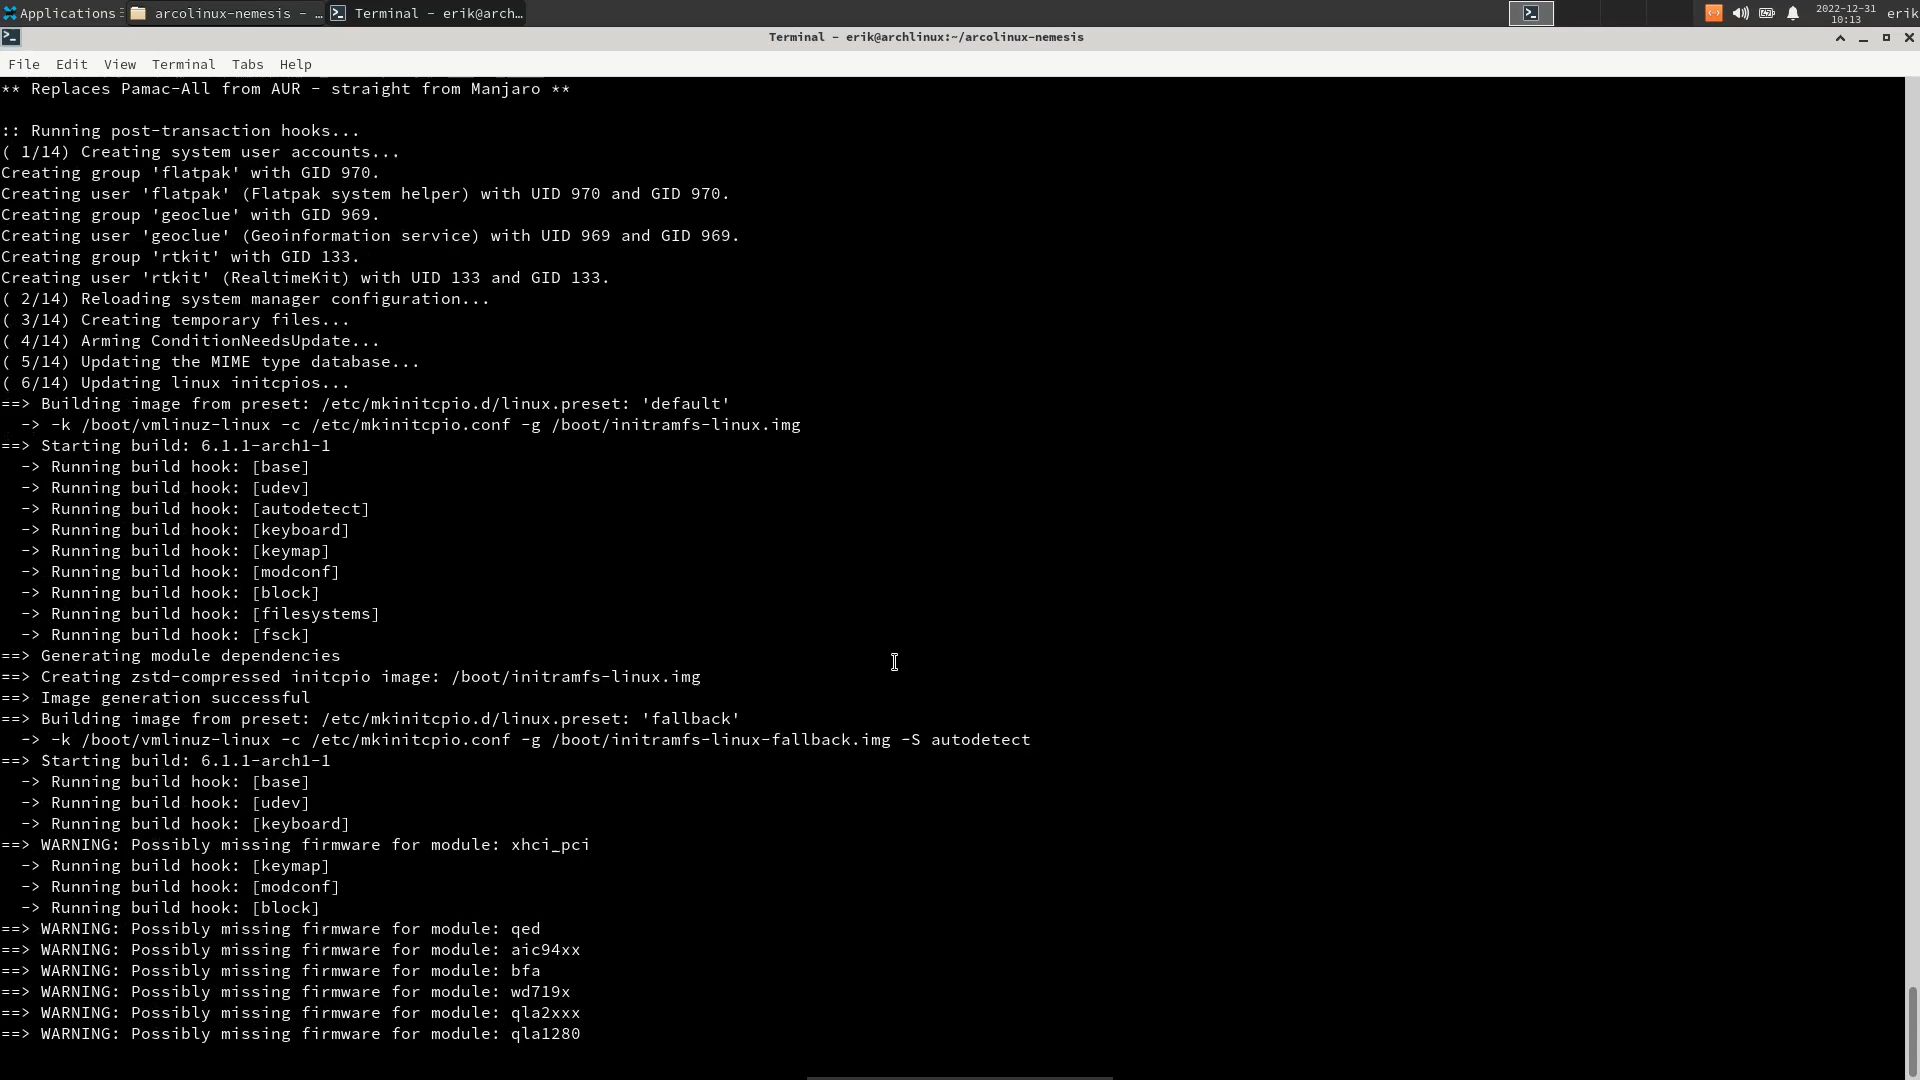 Applications
arcolinux-nemesis - ...
Terminal - erik@arch...
2022-12-31
10:13
erik
Terminal - erik@archlinux:~/arcolinux-nemesis
File Edit View Terminal Tabs Help
** Replaces Pamac-All from AUR - straight from Manjaro **
:: Running post-transaction hooks...
( 1/14) Creating system user accounts...
Creating group 'flatpak' with GID 970.
Creating user 'flatpak' (Flatpak system helper) with UID 970 and GID 970.
Creating group 'geoclue' with GID 969.
Creating user 'geoclue' (Geoinformation service) with UID 969 and GID 969.
Creating group 'rtkit' with GID 133.
Creating user 'rtkit' (RealtimeKit) with UID 133 and GID 133.
( 2/14) Reloading system manager configuration...
( 3/14) Creating temporary files...
( 4/14) Arming ConditionNeedsUpdate...
( 5/14) Updating the MIME type database...
( 6/14) Updating linux initcpios...
==> Building image from preset: /etc/mkinitcpio.d/linux.preset: 'default'
  -> -k /boot/vmlinuz-linux -c /etc/mkinitcpio.conf -g /boot/initramfs-linux.img
==> Starting build: 6.1.1-arch1-1
  -> Running build hook: [base]
  -> Running build hook: [udev]
  -> Running build hook: [autodetect]
  -> Running build hook: [keyboard]
  -> Running build hook: [keymap]
  -> Running build hook: [modconf]
  -> Running build hook: [block]
  -> Running build hook: [filesystems]
  -> Running build hook: [fsck]
==> Generating module dependencies
==> Creating zstd-compressed initcpio image: /boot/initramfs-linux.img
==> Image generation successful
==> Building image from preset: /etc/mkinitcpio.d/linux.preset: 'fallback'
  -> -k /boot/vmlinuz-linux -c /etc/mkinitcpio.conf -g /boot/initramfs-linux-fallback.img -S autodetect
==> Starting build: 6.1.1-arch1-1
  -> Running build hook: [base]
  -> Running build hook: [udev]
  -> Running build hook: [keyboard]
==> WARNING: Possibly missing firmware for module: xhci_pci
  -> Running build hook: [keymap]
  -> Running build hook: [modconf]
  -> Running build hook: [block]
==> WARNING: Possibly missing firmware for module: qed
==> WARNING: Possibly missing firmware for module: aic94xx
==> WARNING: Possibly missing firmware for module: bfa
==> WARNING: Possibly missing firmware for module: wd719x
==> WARNING: Possibly missing firmware for module: qla2xxx
==> WARNING: Possibly missing firmware for module: qla1280